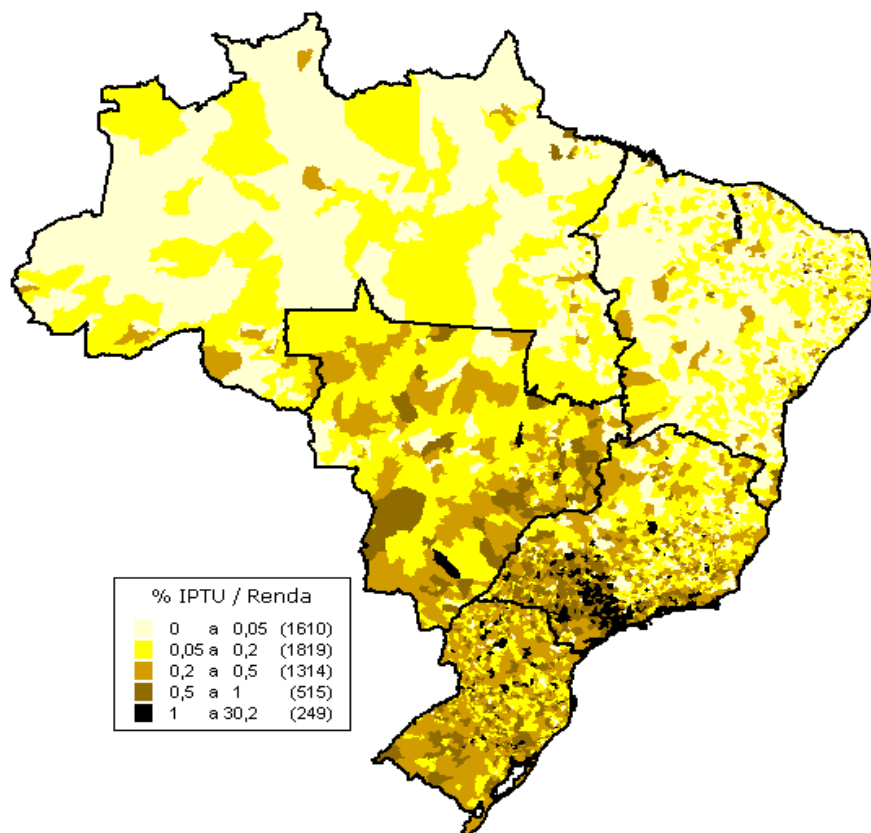 % IPTU / Renda
0 a 0,05 (1610)
0,05 a 0,2 (1819)
0,2 a 0,5 (1314)
0,5 a 1 (515)
1 a 30,2 (249)